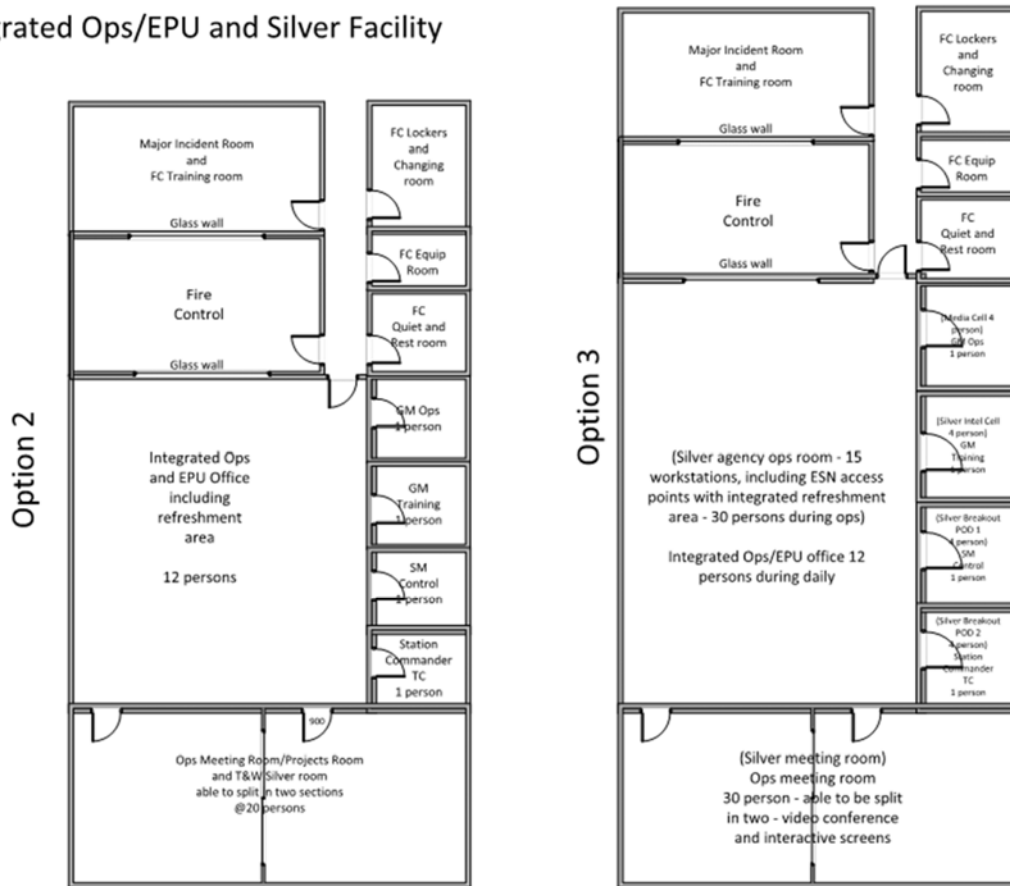 grated Ops/EPU and Silver Facility
Option 2
Major Incident Room
and
FC Training room
Glass wall
FC Lockers
and
Changing
room
Fire
Control
Glass wall
FC Equip
Room
FC
Quiet and
Rest room
Integrated Ops
and EPU Office
including
refreshment
area
12 persons
GM Ops
1 person
GM
Training
1 person
SM
Control
1 person
Station
Commander
TC
1 person
900
Ops Meeting Room/Projects Room
and T&W Silver room
able to split in two sections
@20 persons
Option 3
Major Incident Room
and
FC Training room
Glass wall
FC Lockers
and
Changing
room
Fire
Control
Glass wall
FC Equip
Room
FC
Quiet and
Rest room
(Silver agency ops room - 15
workstations, including ESN access
points with integrated refreshment
area - 30 persons during ops)
Integrated Ops/EPU office 12
persons during daily
(Media Cell 4
person)
GM Ops
1 person
(Silver Intel Cell
4 person)
GM
Training
1 person
(Silver Breakout
POD 1
4 person)
SM
Control
1 person
(Silver Breakout
POD 2
4 person)
Station
Commander
TC
1 person
(Silver meeting room)
Ops meeting room
30 person - able to be split
in two - video conference
and interactive screens